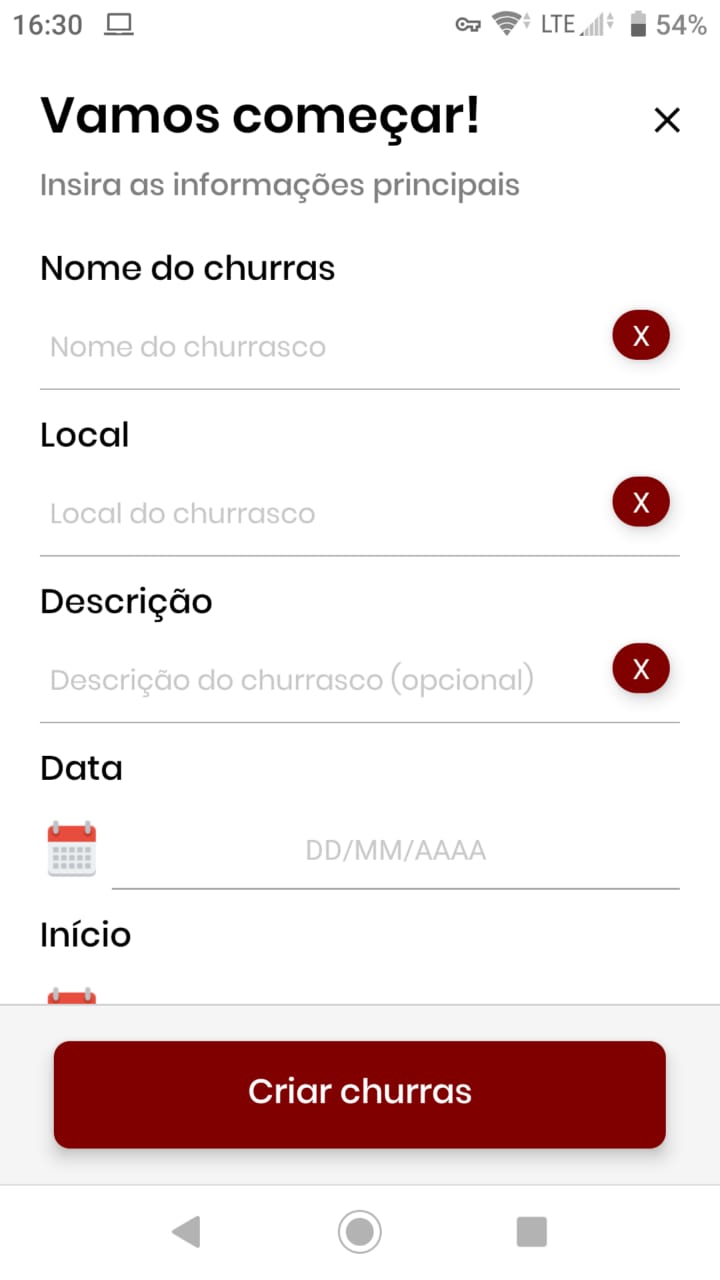 16:30 LTE 54%
Vamos começar!
Insira as informações principais
Nome do churras
Nome do churrasco X
Local
Local do churrasco X
Descrição
Descrição do churrasco (opcional) X
Data
DD/MM/AAAA
Início
Criar churras